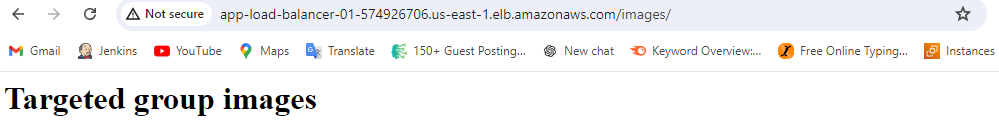 Not secure app-load-balancer-01-574926706.us-east-1.elb.amazonaws.com/images/
Gmail Jenkins YouTube Maps Translate 150+ Guest Posting... New chat Keyword Overview:... Free Online Typing... Instances
Targeted group images